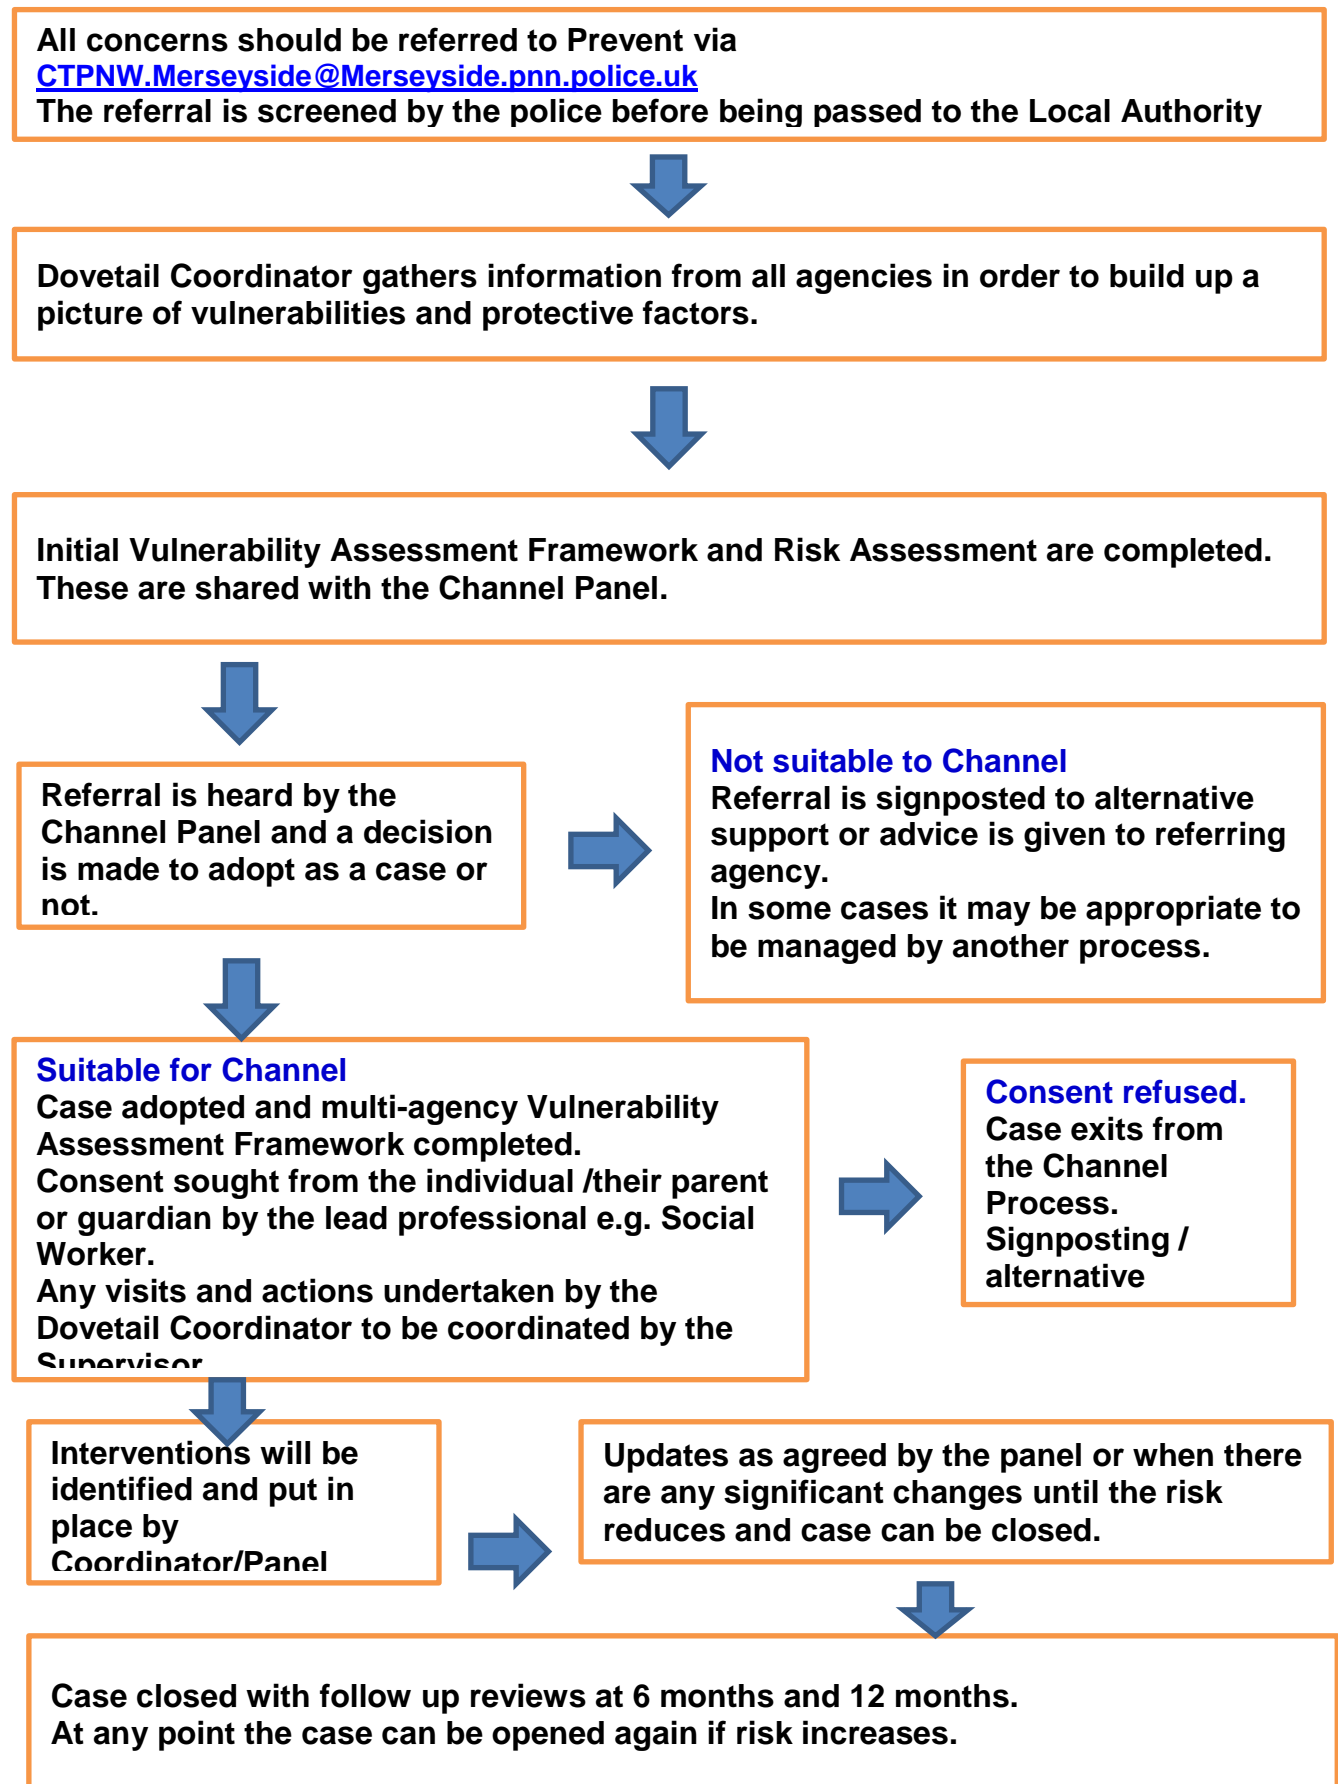 All concerns should be referred to Prevent via
CTPNW.Merseyside@Merseyside.pnn.police.uk
The referral is screened by the police before being passed to the Local Authority
Dovetail Coordinator gathers information from all agencies in order to build up a
picture of vulnerabilities and protective factors.
Initial Vulnerability Assessment Framework and Risk Assessment are completed.
These are shared with the Channel Panel.
Referral is heard by the
Channel Panel and a decision
is made to adopt as a case or
not.
Not suitable to Channel
Referral is signposted to alternative
support or advice is given to referring
agency.
In some cases it may be appropriate to
be managed by another process.
Suitable for Channel
Case adopted and multi-agency Vulnerability
Assessment Framework completed.
Consent sought from the individual /their parent
or guardian by the lead professional e.g. Social
Worker.
Any visits and actions undertaken by the
Dovetail Coordinator to be coordinated by the
Supervisor
Consent refused.
Case exits from
the Channel
Process.
Signposting /
alternative
Interventions will be
identified and put in
place by
Coordinator/Panel
Updates as agreed by the panel or when there
are any significant changes until the risk
reduces and case can be closed.
Case closed with follow up reviews at 6 months and 12 months.
At any point the case can be opened again if risk increases.